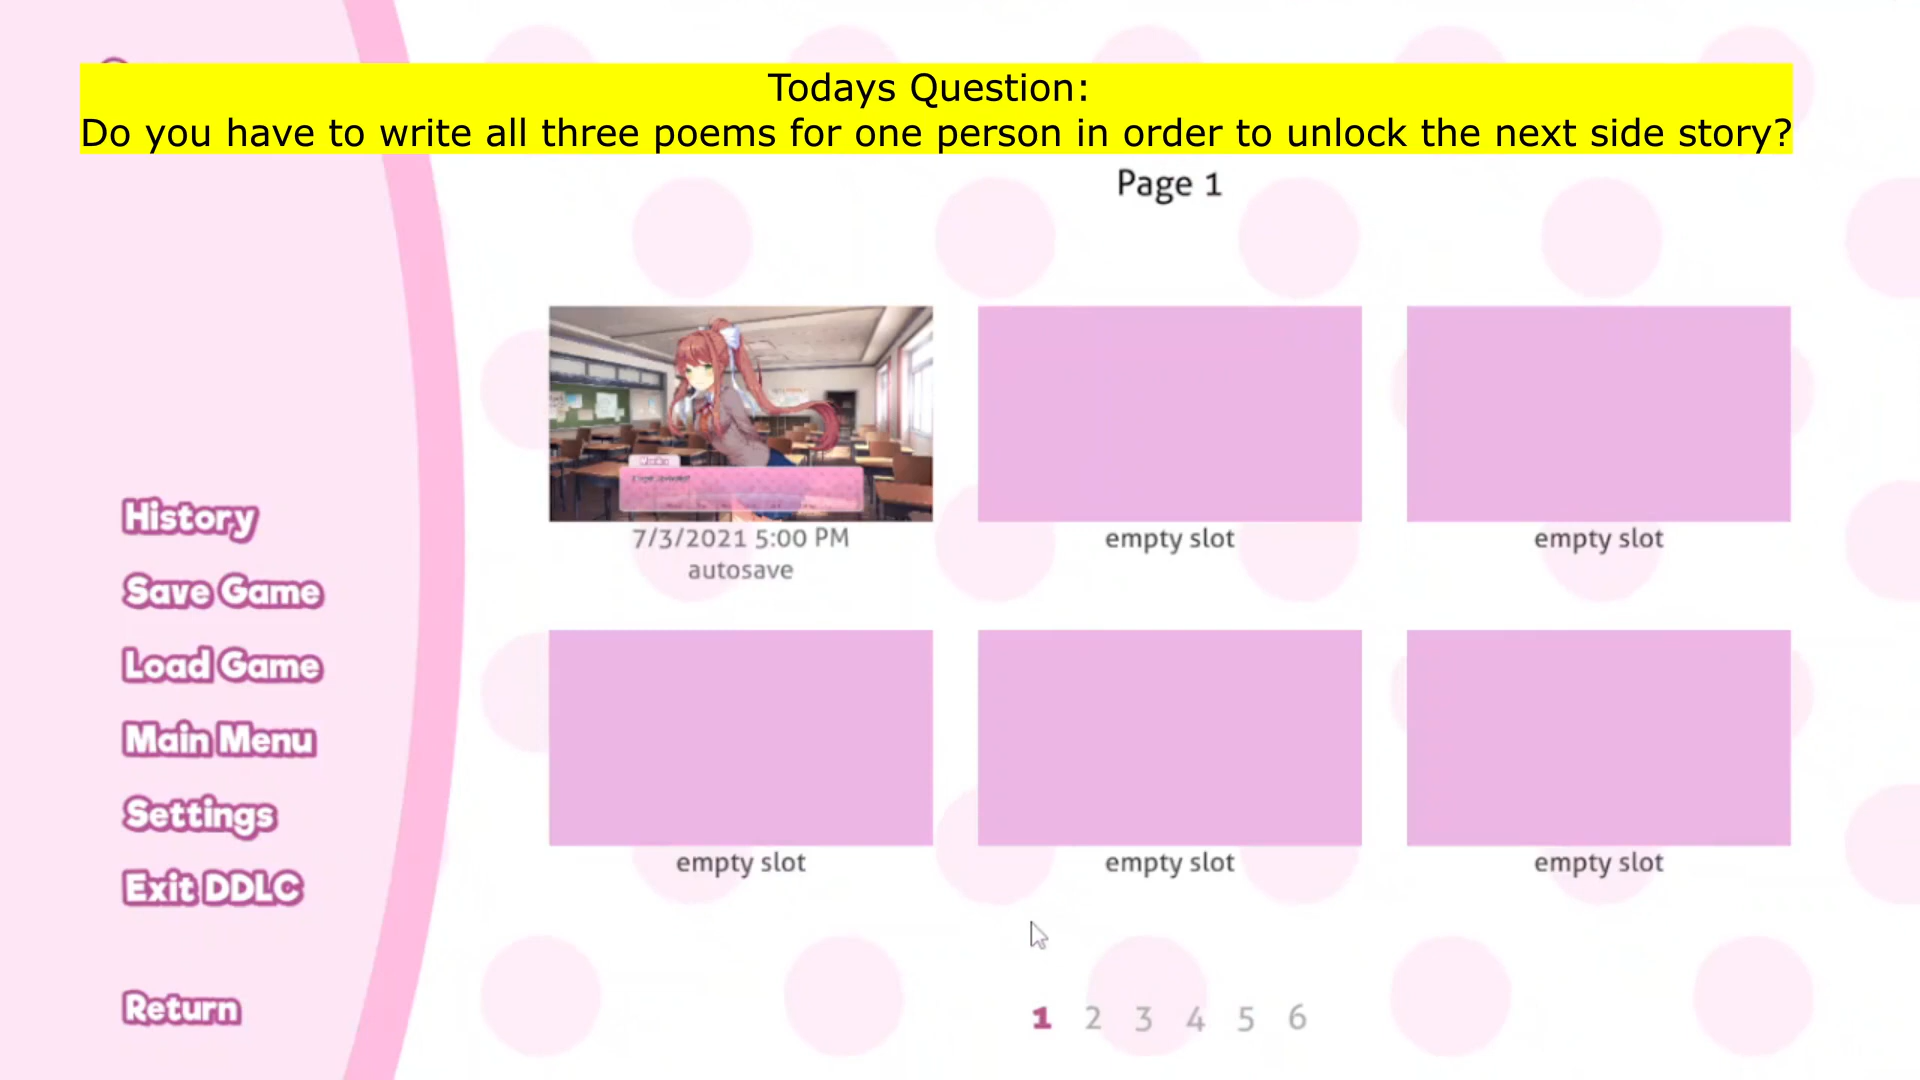 Todays Question:
Do you have to write all three poems for one person in order to unlock the next side story?
Page 1
7/3/2021 5:00 PM
autosave
empty slot
empty slot
empty slot
empty slot
empty slot
History
Save Game
Load Game
Main Menu
Settings
Exit DDLC
Return
1 2 3 4 5 6